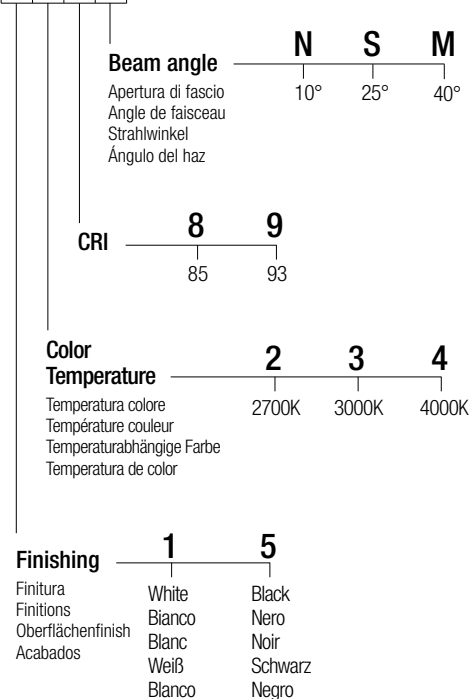 N S M
Beam angle
10° 25° 40°
Apertura di fascio
Angle de faisceau
Strahlwinkel
Ángulo del haz
8 9
CRI
85 93
Color
Temperature
2 3 4
2700K 3000K 4000K
Temperatura colore
Température couleur
Temperaturabhängige Farbe
Temperatura de color
1 5
Finishing
Finitura
Finitions
Oberflächenfinish
Acabados
White Black
Bianco Nero
Blanc Noir
Weiß Schwarz
Blanco Negro